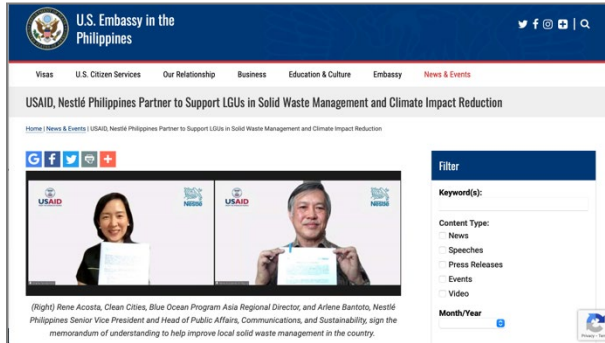 U.S. Embassy in the
Philippines
Visas U.S. Citizen Services Our Relationship Business Education & Culture Embassy News & Events
USAID, Nestlé Philippines Partner to Support LGUs in Solid Waste Management and Climate Impact Reduction
Home | News & Events | USAID, Nestlé Philippines Partner to Support LGUs in Solid Waste Management and Climate Impact Reduction
Filter
Keyword(s):
USAID Nestlé USAID Nestlé
Content Type:
News
Speeches
Press Releases
Events
Video
Month/Year
(Right) Rene Acosta, Clean Cities, Blue Ocean Program Asia Regional Director, and Arlene Bantoto, Nestlé
Philippines Senior Vice President and Head of Public Affairs, Communications, and Sustainability, sign the
memorandum of understanding to help improve local solid waste management in the country.